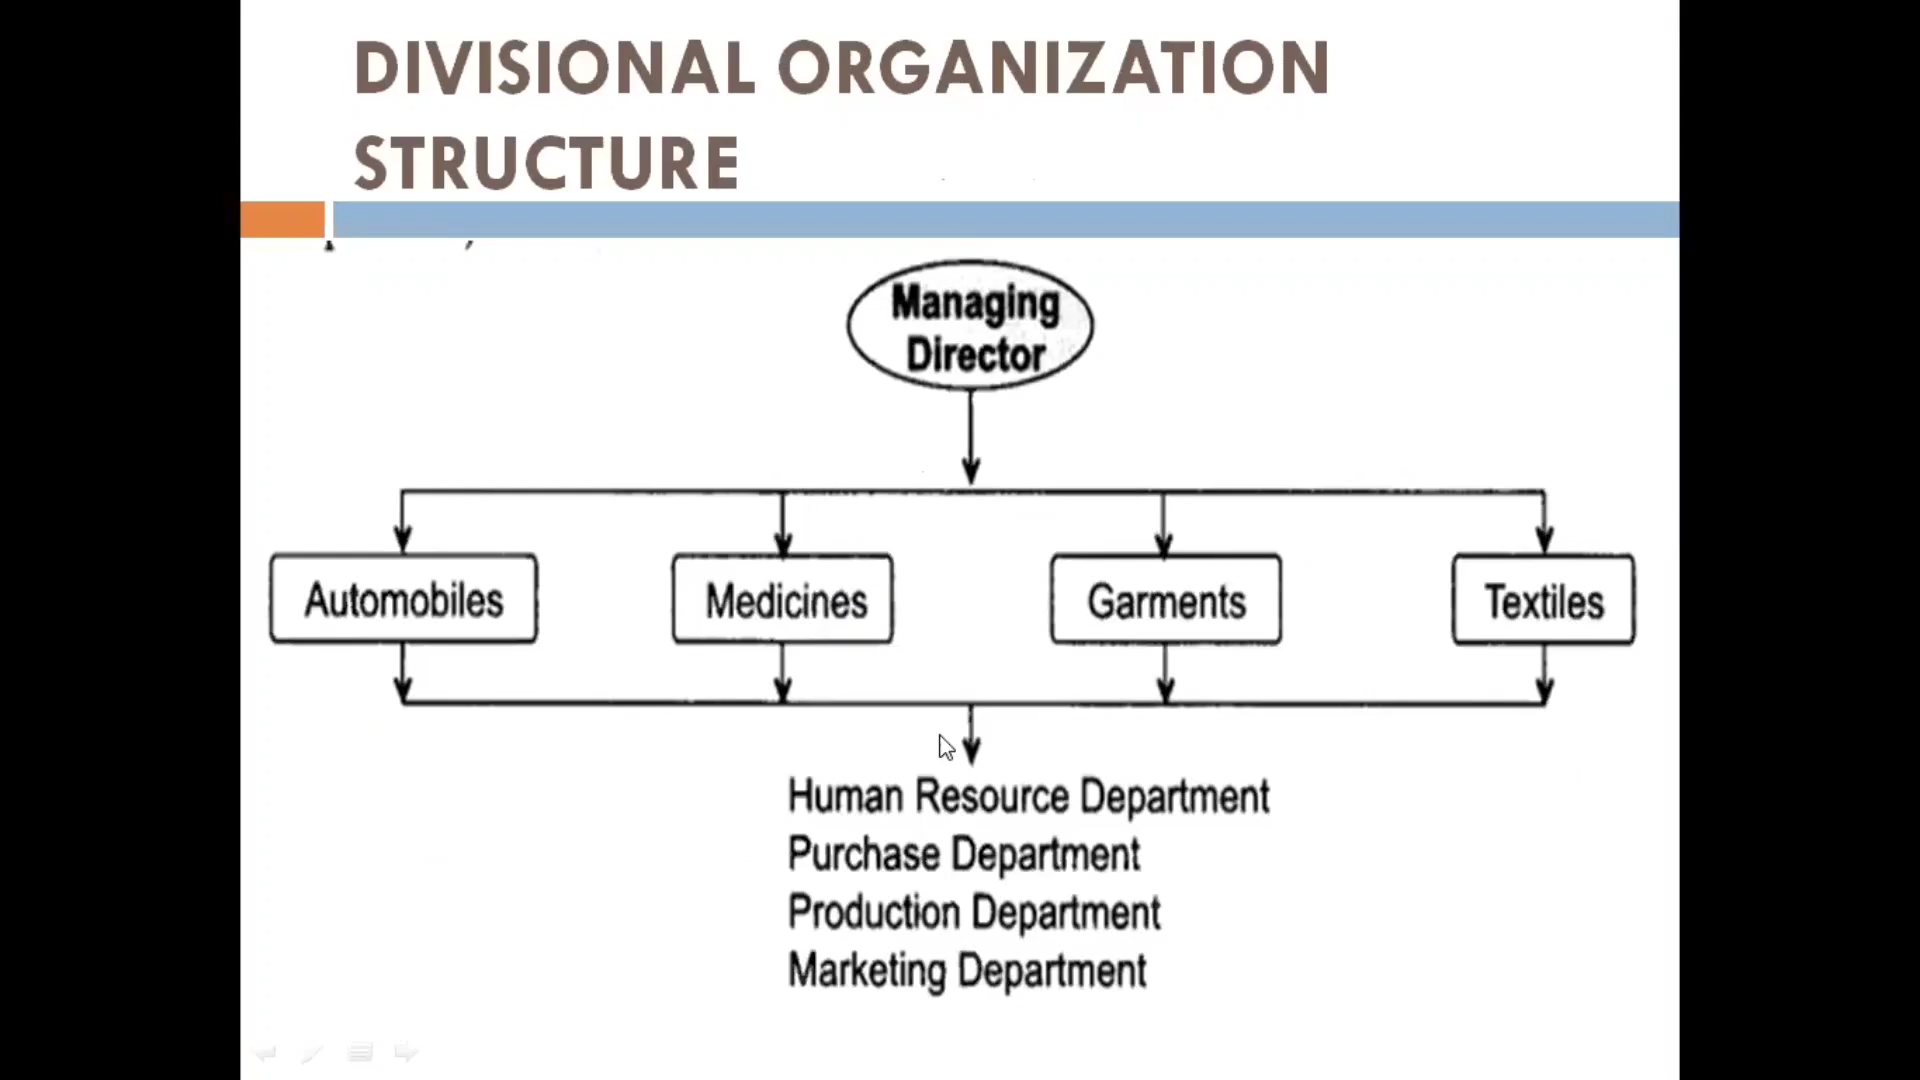 DIVISIONAL ORGANIZATION
STRUCTURE
Managing
Director
Automobiles
Medicines
Garments
Textiles
Human Resource Department
Purchase Department
Production Department
Marketing Department